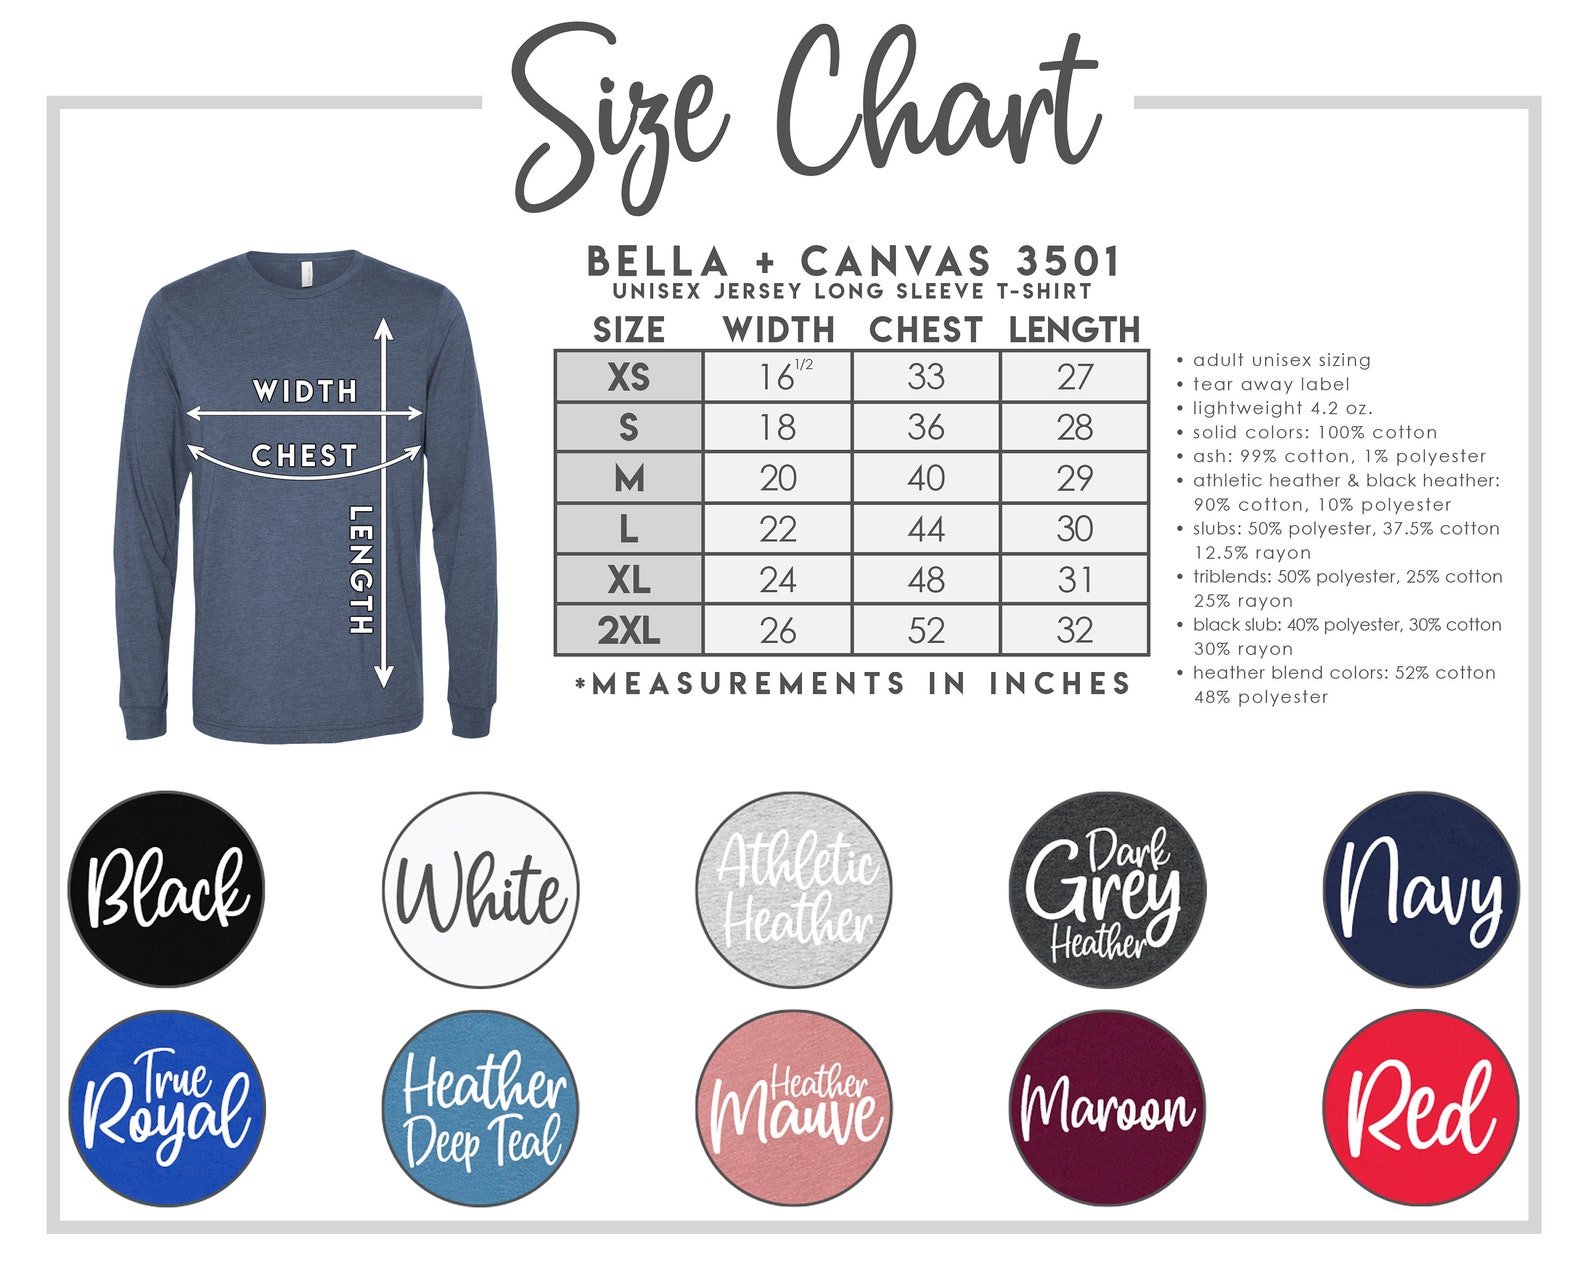 Size Chart
BELLA + CANVAS 3501
UNISEX JERSEY LONG SLEEVE T-SHIRT
SIZE WIDTH CHEST LENGTH
XS 16 1/2 33 27
S 18 36 28
M 20 40 29
L 22 44 30
XL 24 48 31
2XL 26 52 32
*MEASUREMENTS IN INCHES
WIDTH
CHEST
LENGTH
• adult unisex sizing
• tear away label
• lightweight 4.2 oz.
• solid colors: 100% cotton
• ash: 99% cotton, 1% polyester
• athletic heather & black heather:
90% cotton, 10% polyester
• slubs: 50% polyester, 37.5% cotton
12.5% rayon
• triblends: 50% polyester, 25% cotton
25% rayon
• black slub: 40% polyester, 30% cotton
30% rayon
• heather blend colors: 52% cotton
48% polyester
Black
White
Athletic
Heather
Dark
Grey
Heather
Navy
True
Royal
Heather
Deep Teal
Heather
Mauve
Maroon
Red